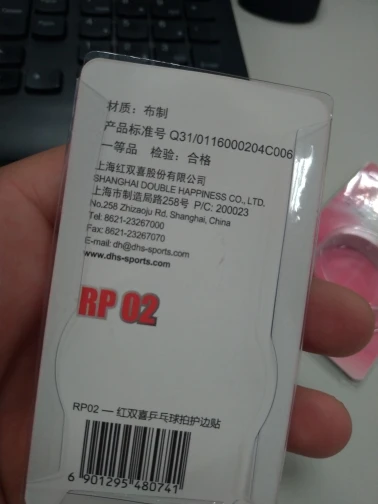 材质：布制
产品标准号 Q31/0116000204C006
一等品 检验：合格
上海红双喜股份有限公司
SHANGHAI DOUBLE HAPPINESS CO., LTD.
上海市制造局路258号 P/C: 200023
No.258 Zhizaoju Rd. Shanghai, China
Tel: 8621-23267000
Fax: 8621-23267070
E-mail: dh@dhs-sports.com
www.dhs-sports.com
RP 02
RP02 — 红双喜乒乓球拍护边贴
6 901295 480741